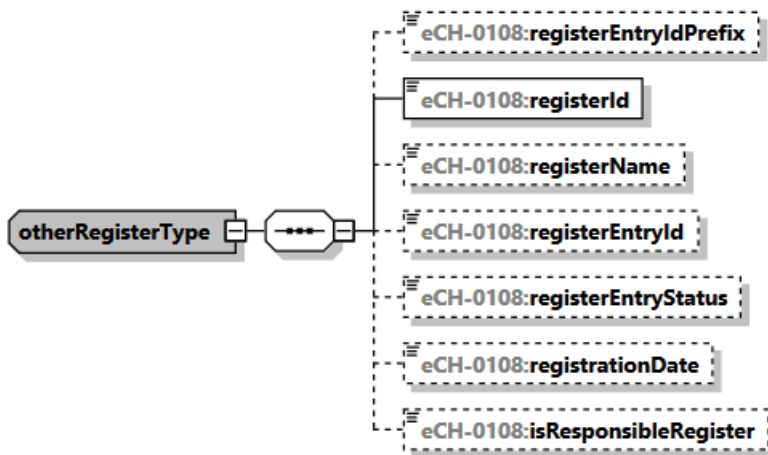 eCH-0108:registerEntryIdPrefix
eCH-0108:registerId
eCH-0108:registerName
otherRegisterType
eCH-0108:registerEntryId
eCH-0108:registerEntryStatus
eCH-0108:registrationDate
eCH-0108:isResponsibleRegister